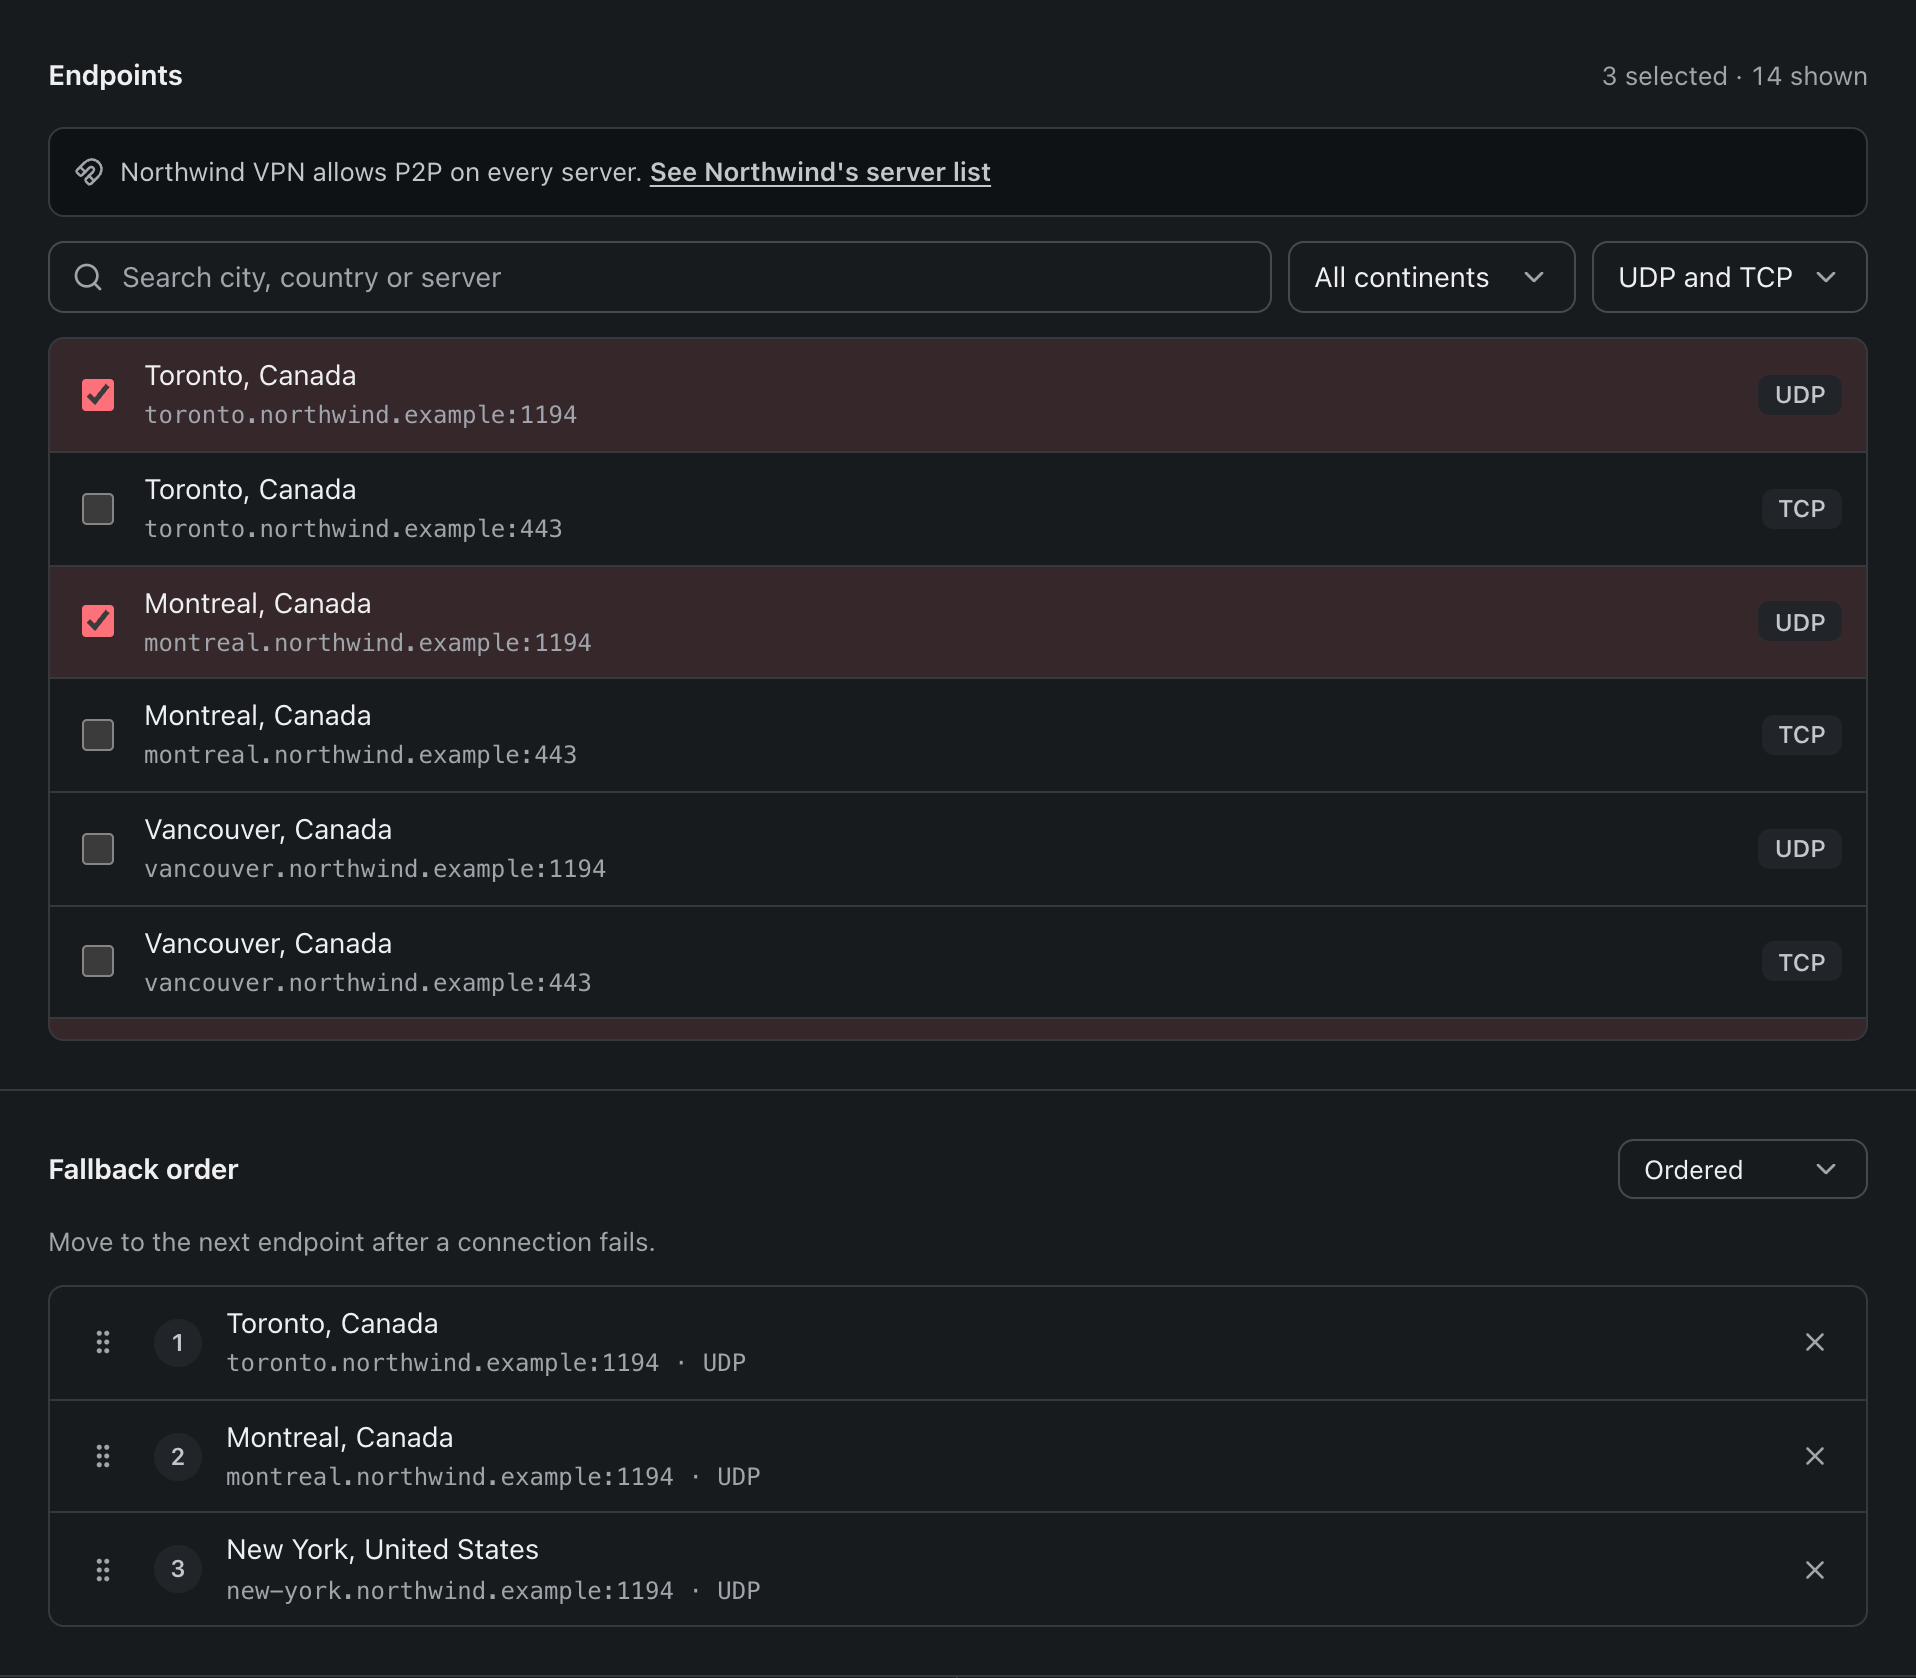 Endpoints
3 selected · 14 shown
Northwind VPN allows P2P on every server. See Northwind's server list
Search city, country or server
All continents
UDP and TCP
Toronto, Canada
toronto.northwind.example:1194
UDP
Toronto, Canada
toronto.northwind.example:443
TCP
Montreal, Canada
montreal.northwind.example:1194
UDP
Montreal, Canada
montreal.northwind.example:443
TCP
Vancouver, Canada
vancouver.northwind.example:1194
UDP
Vancouver, Canada
vancouver.northwind.example:443
TCP
Fallback order
Ordered
Move to the next endpoint after a connection fails.
1
Toronto, Canada
toronto.northwind.example:1194 · UDP
2
Montreal, Canada
montreal.northwind.example:1194 · UDP
3
New York, United States
new-york.northwind.example:1194 · UDP